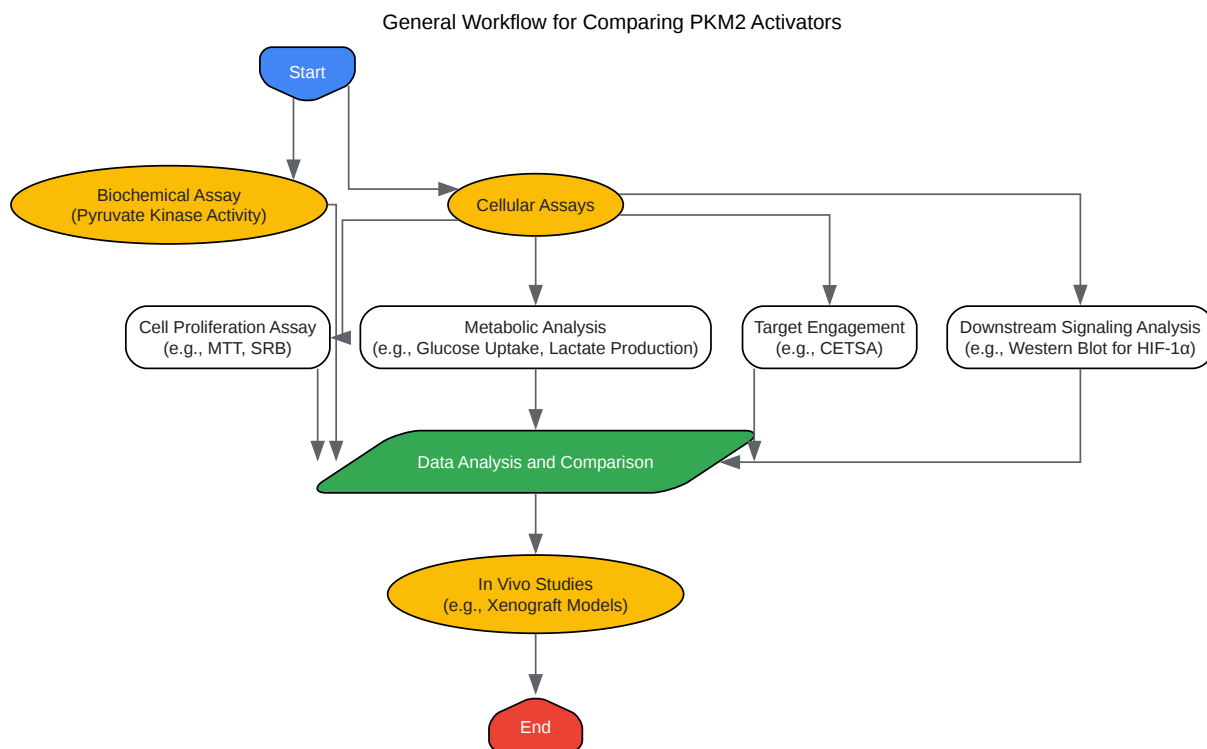 General Workflow for Comparing PKM2 Activators
Start
Biochemical Assay
(Pyruvate Kinase Activity)
Cellular Assays
Cell Proliferation Assay
(e.g., MTT, SRB)
Metabolic Analysis
(e.g., Glucose Uptake, Lactate Production)
Target Engagement
(e.g., CETSA)
Downstream Signaling Analysis
(e.g., Western Blot for HIF-1α)
Data Analysis and Comparison
In Vivo Studies
(e.g., Xenograft Models)
End